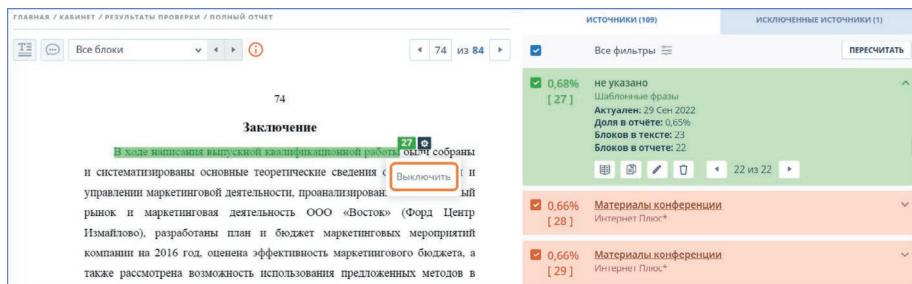 ГЛАВНАЯ / КАБИНЕТ / РЕЗУЛЬТАТЫ ПРОВЕРКИ / ПОЛНЫЙ ОТЧЕТ
Все блоки
74 из 84
74
Заключение
27
В ходе написания выпускной квалификационной работы были собраны
и систематизированы основные теоретические сведения и
Выключить
управлении маркетинговой деятельности, проанализирован ый
рынок и маркетинговая деятельность ООО «Восток» (Форд Центр
Измайлово), разработаны план и бюджет маркетинговых мероприятий
компании на 2016 год, оценена эффективность маркетингового бюджета, а
также рассмотрена возможность использования предложенных методов в
ИСТОЧНИКИ (109)
ИСКЛЮЧЕННЫЕ ИСТОЧНИКИ (1)
Все фильтры
ПЕРЕСЧИТАТЬ
0,68% не указано
[ 27 ] Шаблонные фразы
Актуален: 29 Сен 2022
Доля в отчёте: 0,65%
Блоков в тексте: 23
Блоков в отчете: 22
22 из 22
0,66% Материалы конференции
[ 28 ] Интернет Плюс*
0,66% Материалы конференции
[ 29 ] Интернет Плюс*